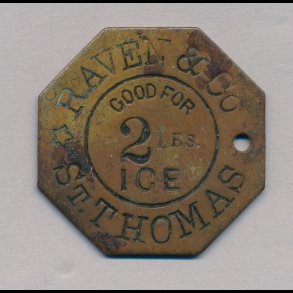 RAVEN & Co
GOOD FOR
2 LBS.
ICE
ST. THOMAS